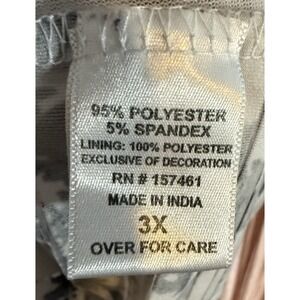 95% POLYESTER
5% SPANDEX
LINING: 100% POLYESTER
EXCLUSIVE OF DECORATION
RN # 157461
MADE IN INDIA
3X
OVER FOR CARE